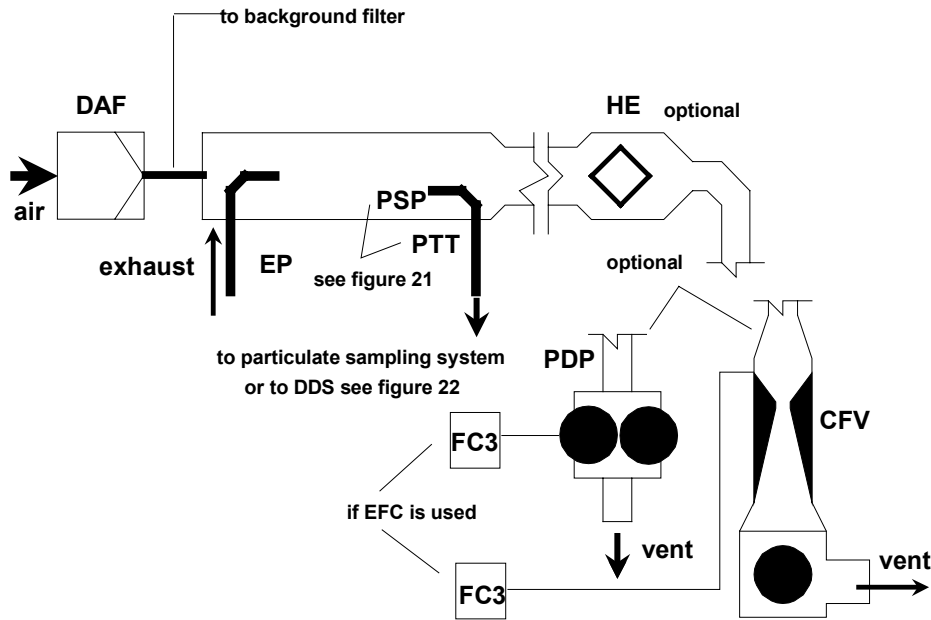 to background filter
DAF
HE
optional
air
PSP
PTT
exhaust
EP
see figure 21
optional
to particulate sampling system
or to DDS see figure 22
PDP
CFV
FC3
if EFC is used
vent
vent
FC3